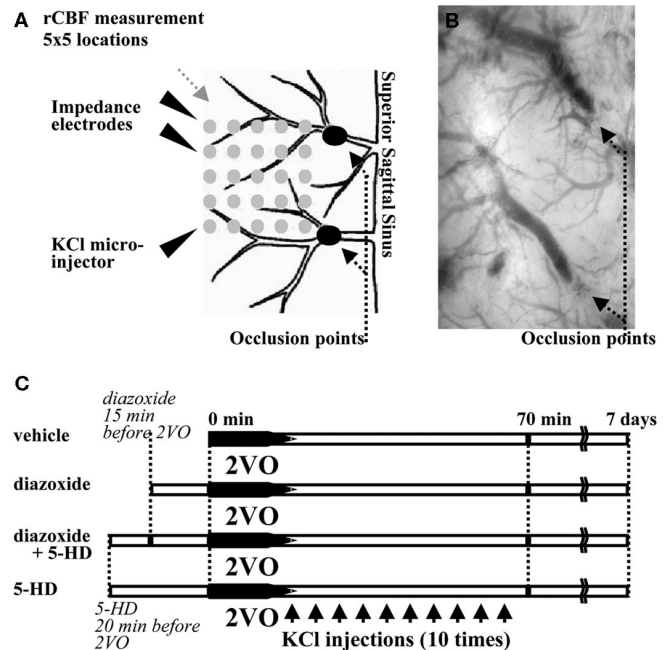 A
rCBF measurement
5x5 locations
Impedance
electrodes
KCl micro-
injector
Superior Sagittal Sinus
Occlusion points
B
Occlusion points
C
diazoxide
15 min
before 2VO
0 min
70 min
7 days
vehicle
2VO
diazoxide
2VO
diazoxide
+ 5-HD
2VO
5-HD
2VO
5-HD
20 min before
2VO
KCl injections (10 times)